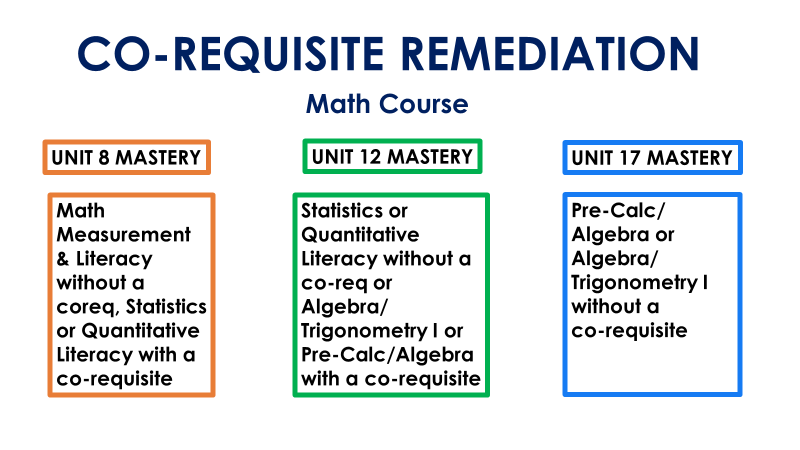 CO-REQUISITE REMEDIATION
Math Course
UNIT 8 MASTERY
Math
Measurement
& Literacy
without a
coreq, Statistics
or Quantitative
Literacy with a
co-requisite
UNIT 12 MASTERY
Statistics or
Quantitative
Literacy without a
co-req or
Algebra/
Trigonometry I or
Pre-Calc/Algebra
with a co-requisite
UNIT 17 MASTERY
Pre-Calc/
Algebra or
Algebra/
Trigonometry I
without a
co-requisite